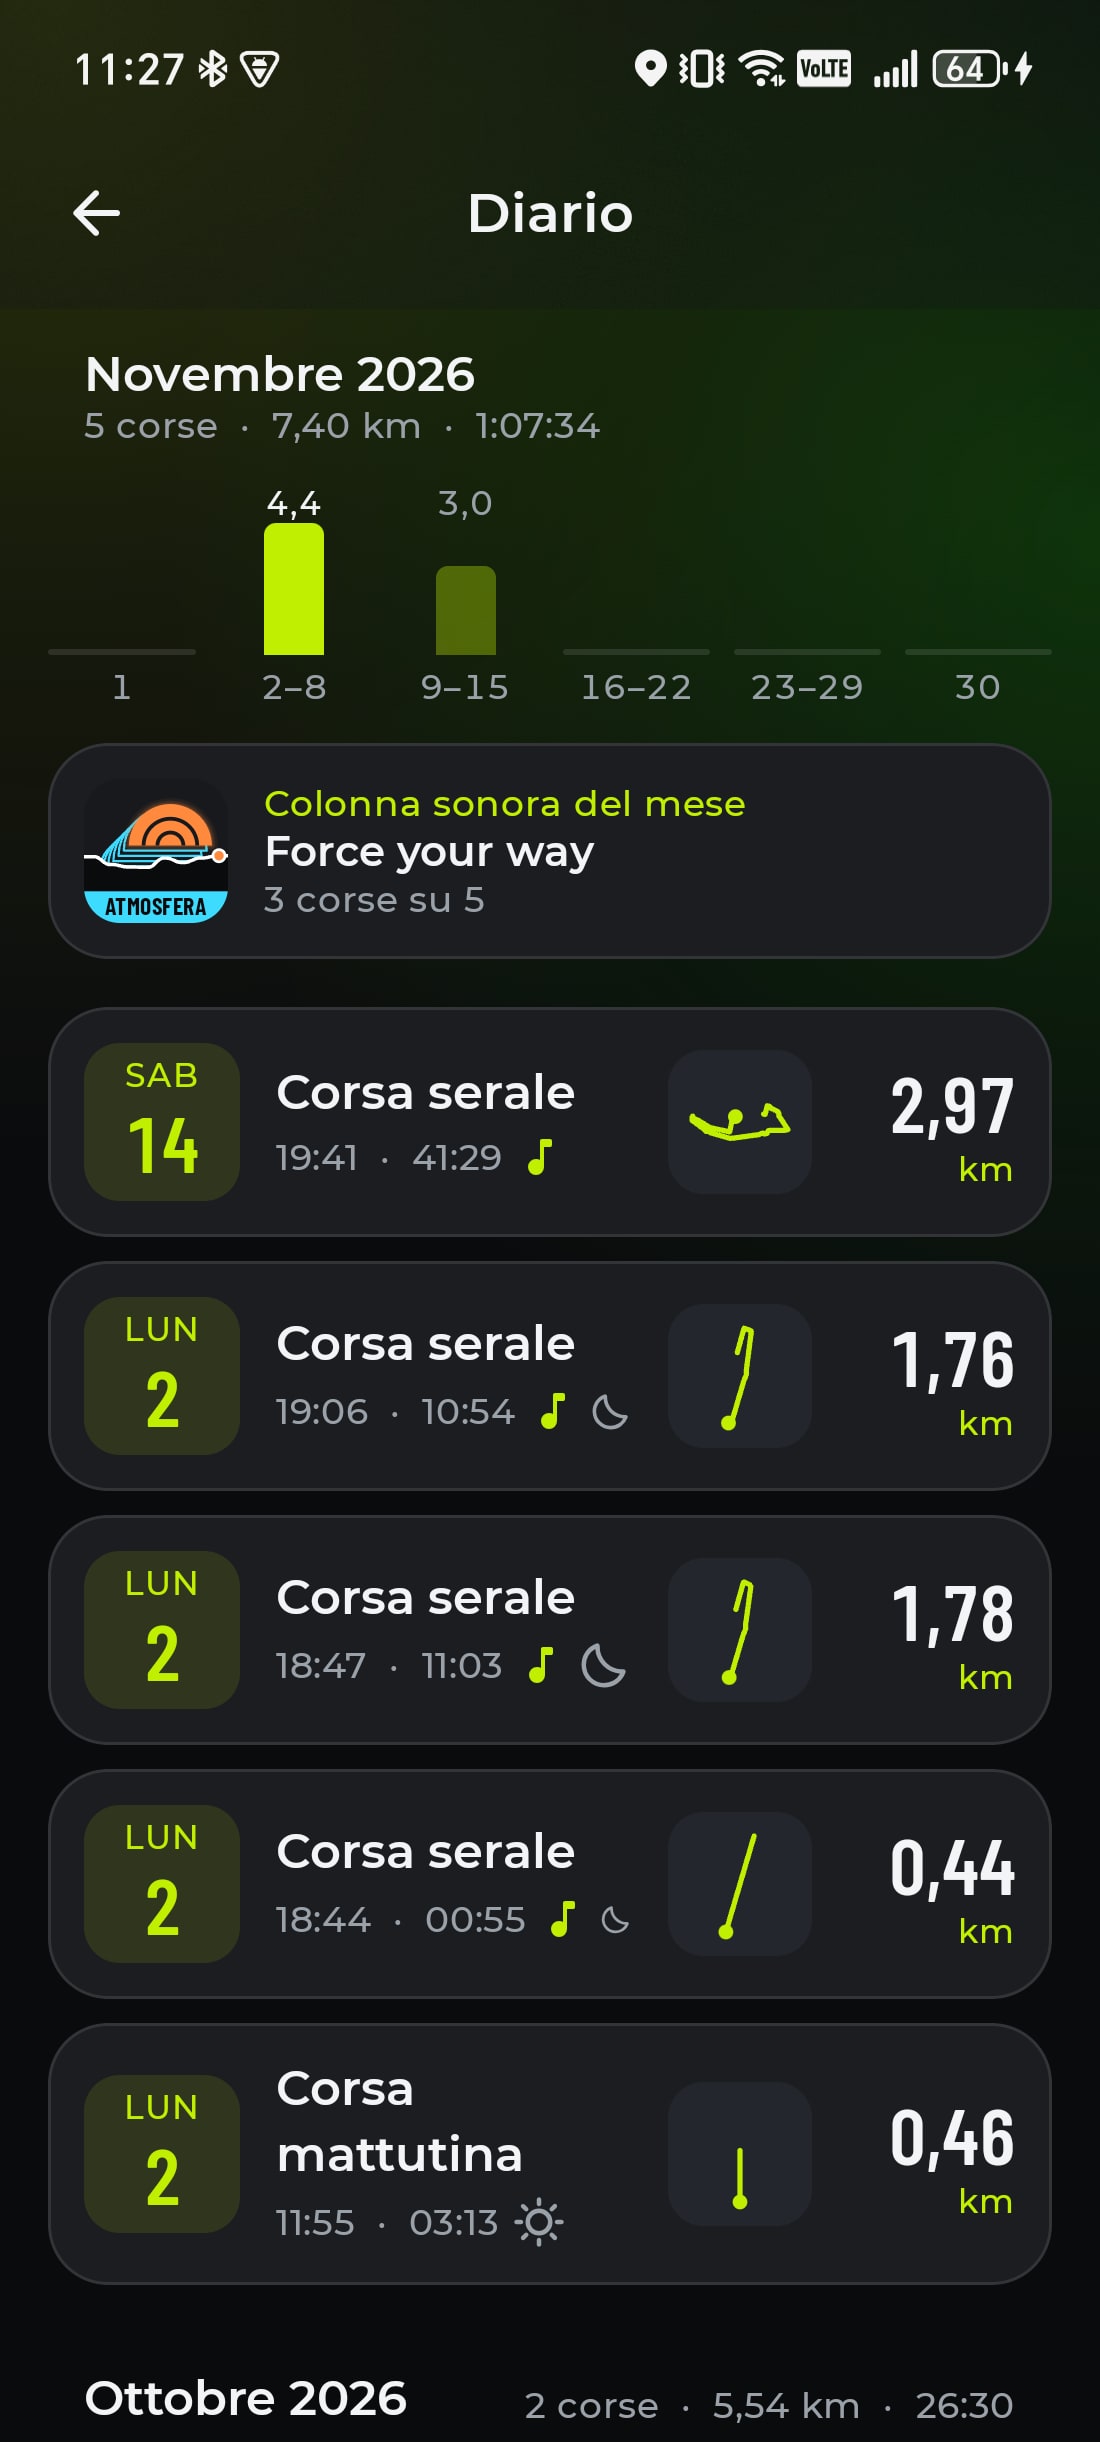 11:27
VoLTE
64
Diario
Novembre 2026
5 corse · 7,40 km · 1:07:34
4,4
3,0
1
2–8
9–15
16–22
23–29
30
Colonna sonora del mese
Force your way
3 corse su 5
ATMOSFERA
SAB
14
Corsa serale
19:41 · 41:29
2,97
km
LUN
2
Corsa serale
19:06 · 10:54
1,76
km
LUN
2
Corsa serale
18:47 · 11:03
1,78
km
LUN
2
Corsa serale
18:44 · 00:55
0,44
km
LUN
2
Corsa
mattutina
11:55 · 03:13
0,46
km
Ottobre 2026
2 corse · 5,54 km · 26:30